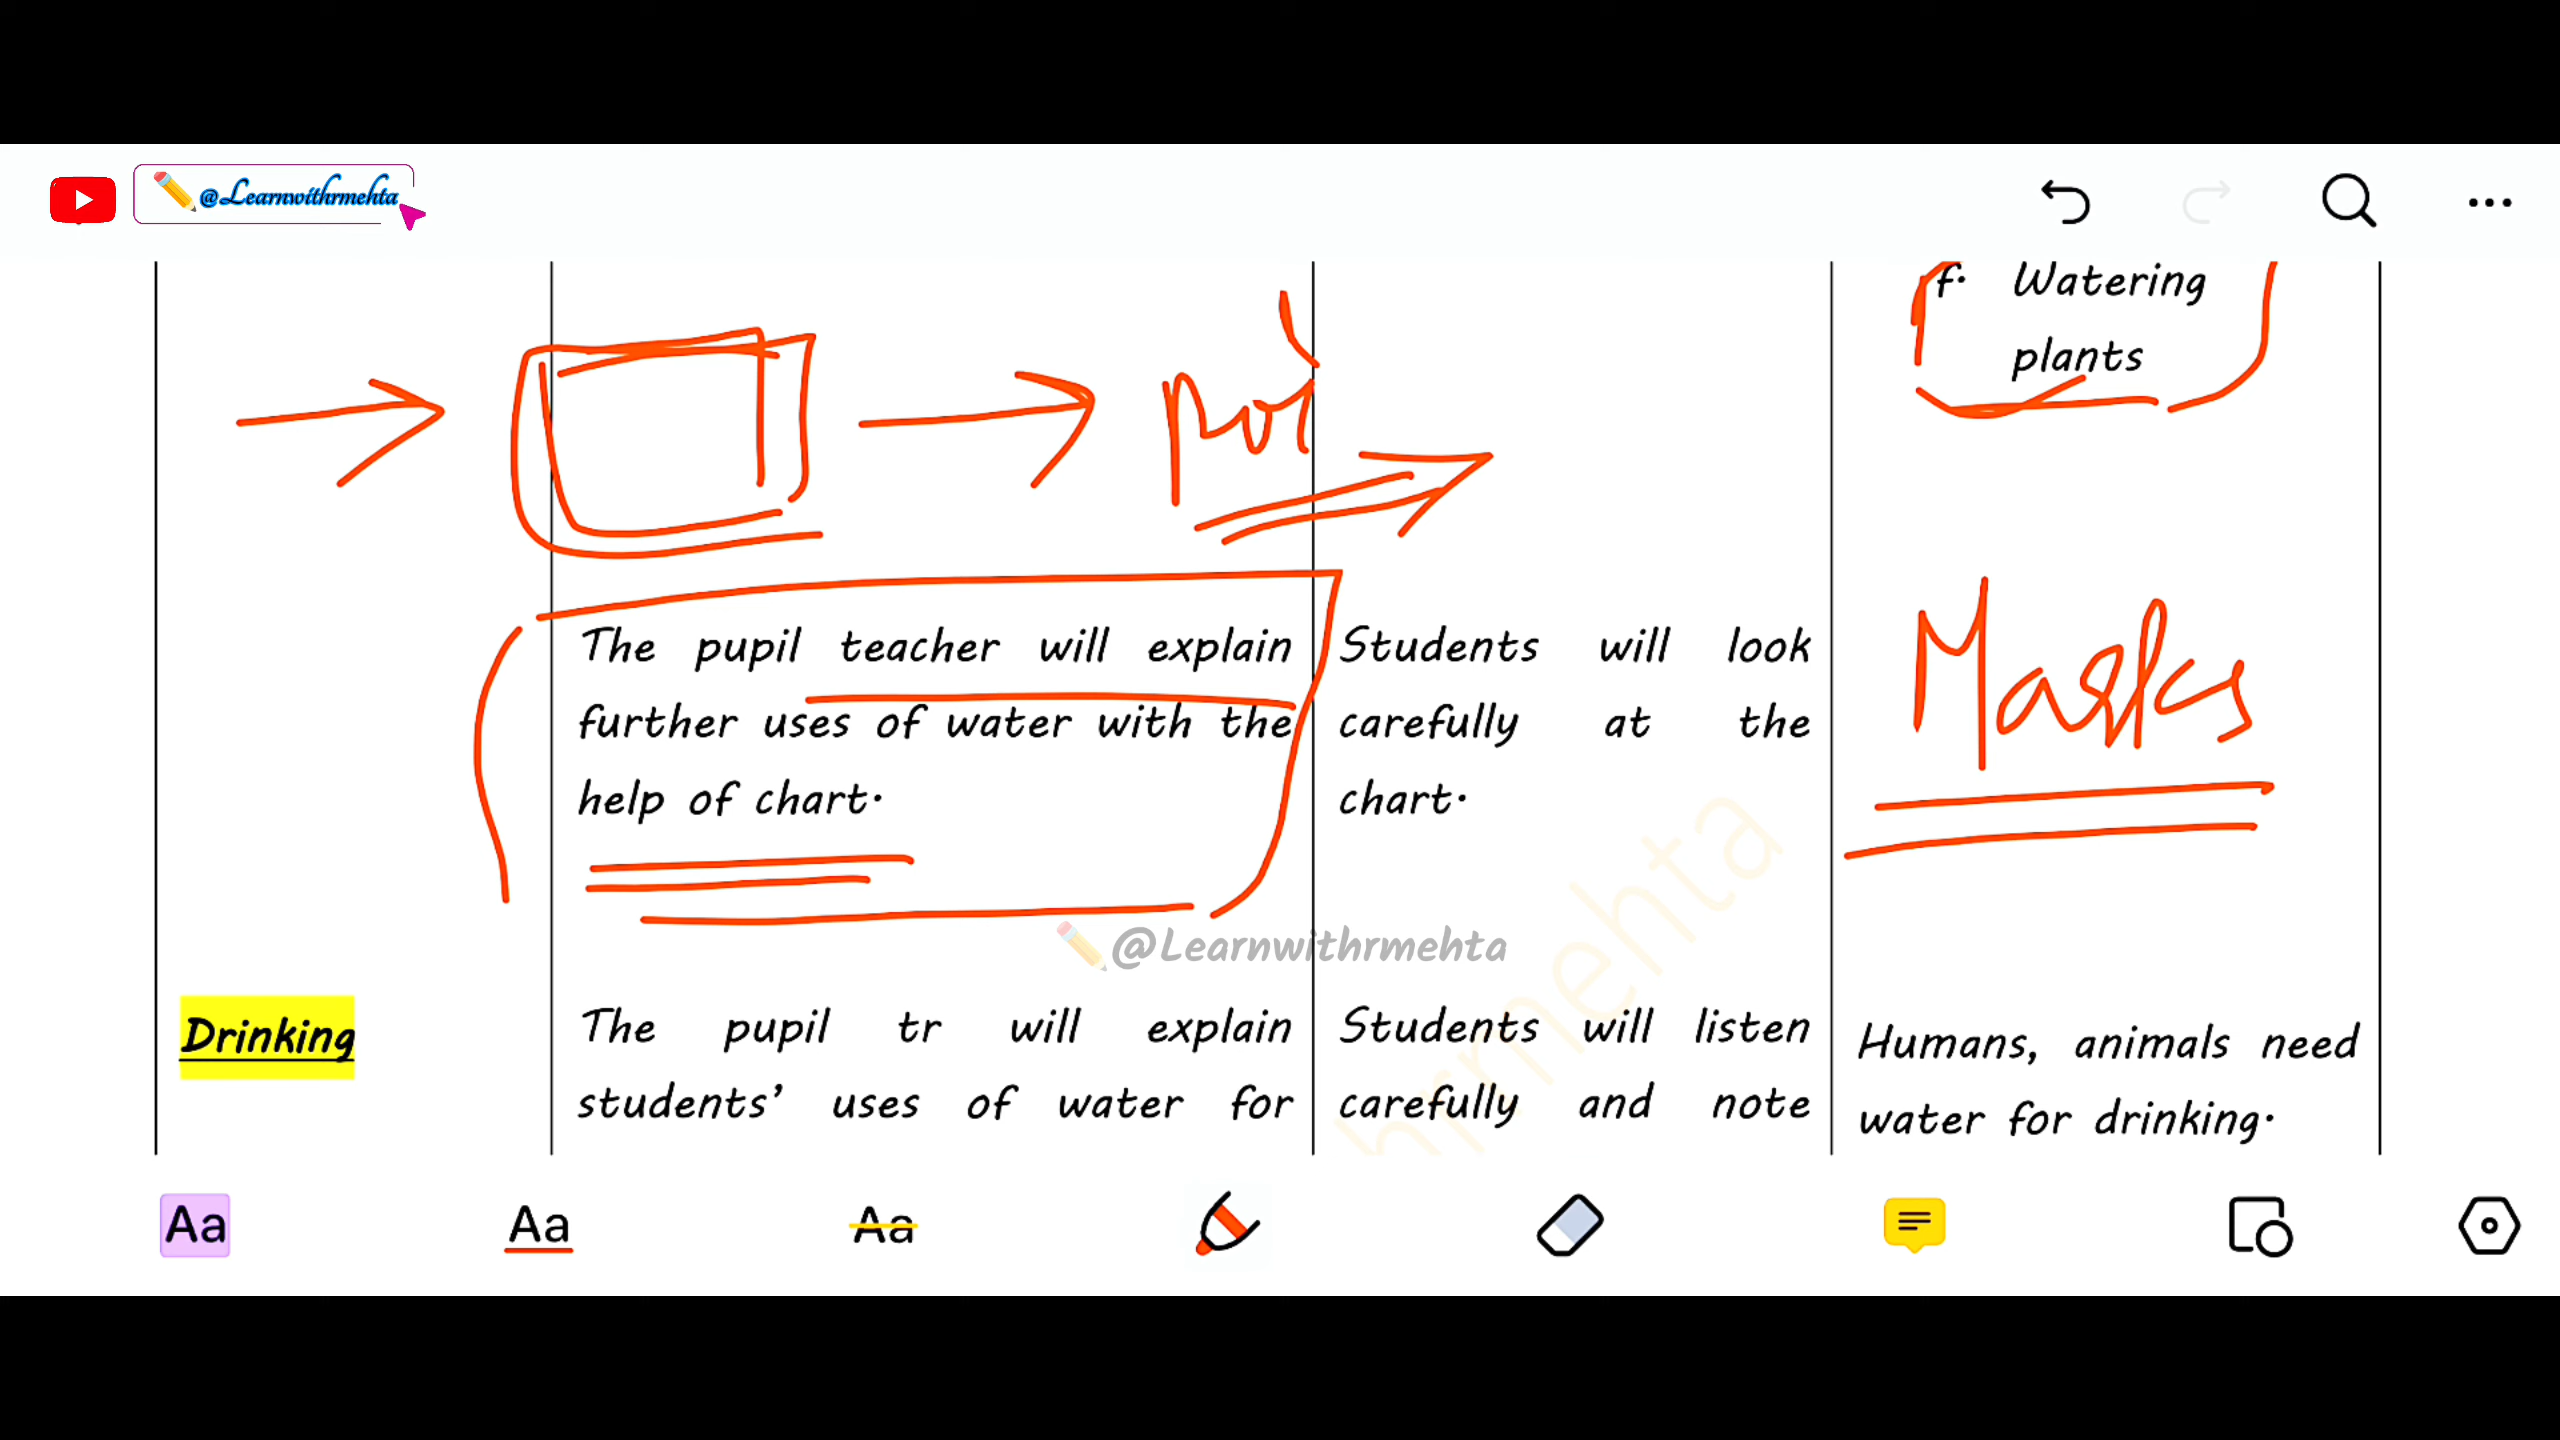 @Learnwithrmehta
f. Watering
plants
The pupil teacher will explain
further uses of water with the
help of chart.
Students will look
carefully at the
chart.
Marks
@Learnwithrmehta
hrmehta
Drinking
The pupil tr will explain
students' uses of water for
Students will listen
carefully and note
Humans, animals need
water for drinking.
Aa
Aa
Aa